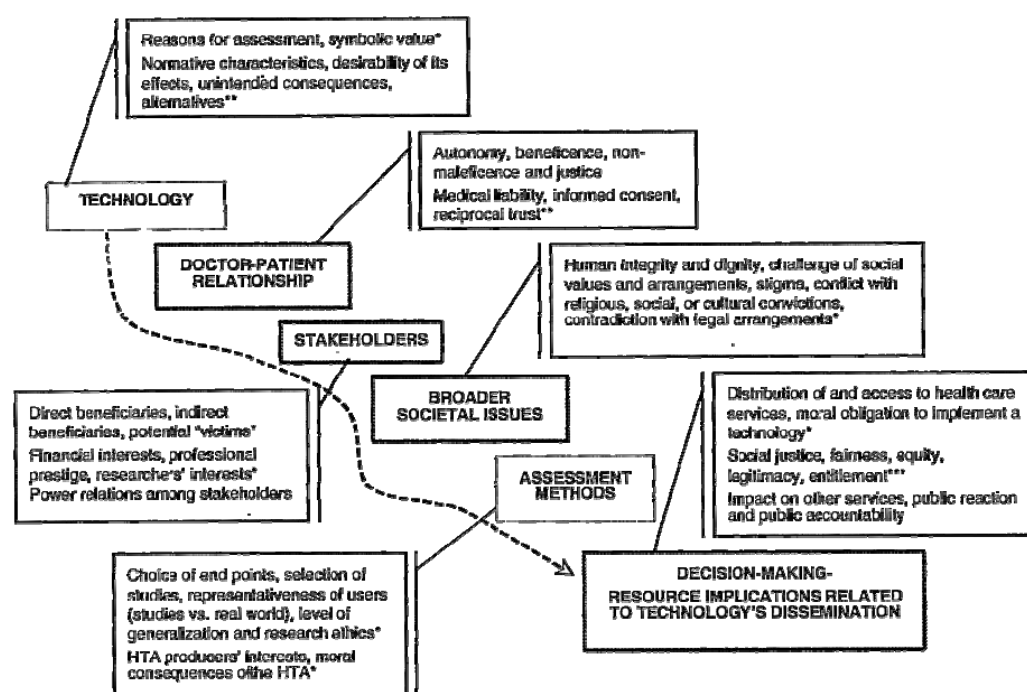 Reasons for assessment, symbolic value*
Normative characteristics, desirability of its
effects, unintended consequences,
alternatives**
TECHNOLOGY
Autonomy, beneficence, non-
maleficence and justice
Medical liability, informed consent,
reciprocal trust**
DOCTOR-PATIENT
RELATIONSHIP
Human integrity and dignity, challenge of social
values and arrangements, stigma, conflict with
religious, social, or cultural convictions,
contradiction with legal arrangements*
STAKEHOLDERS
Direct beneficiaries, indirect
beneficiaries, potential "victims"
Financial interests, professional
prestige, researchers' interests*
Power relations among stakeholders
BROADER
SOCIETAL ISSUES
Distribution of and access to health care
services, moral obligation to implement a
technology*
Social justice, fairness, equity,
legitimacy, entitlement***
Impact on other services, public reaction
and public accountability
ASSESSMENT
METHODS
Choice of end points, selection of
studies, representativeness of users
(studies vs. real world), level of
generalization and research ethics*
HTA producers' interests, moral
consequences ofthe HTA*
DECISION-MAKING-
RESOURCE IMPLICATIONS RELATED
TO TECHNOLOGY'S DISSEMINATION